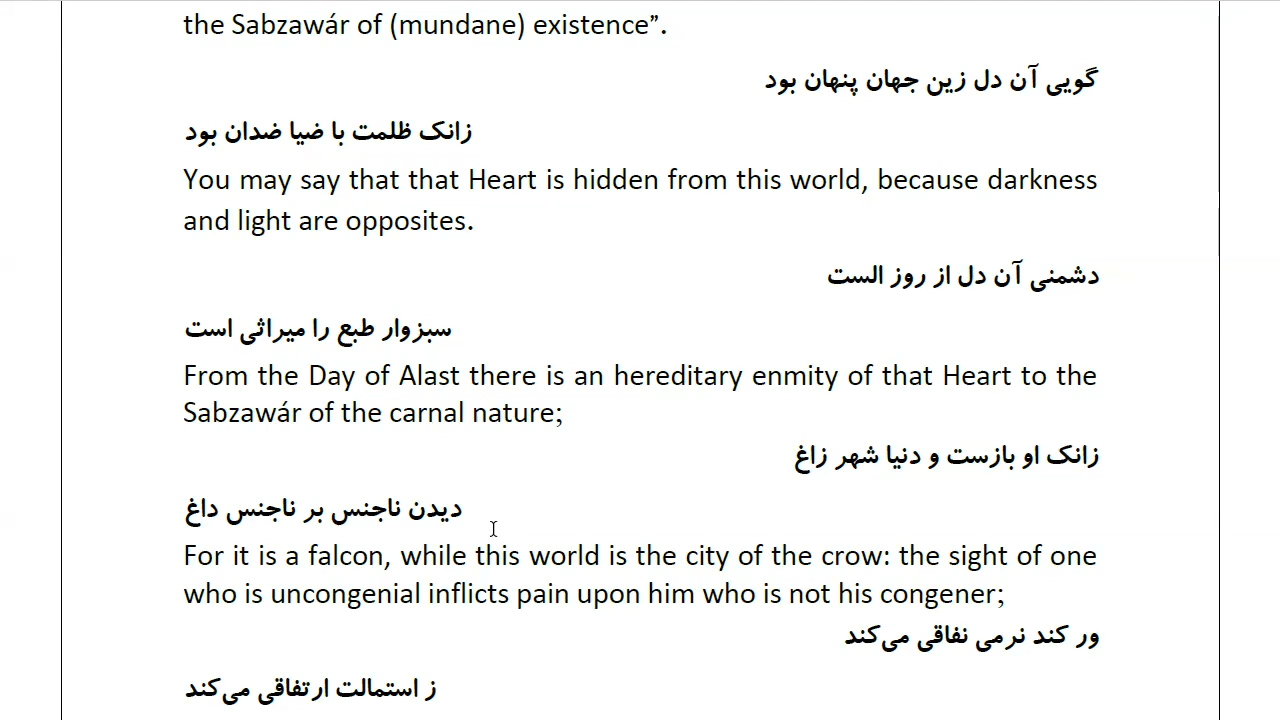 the Sabzawár of (mundane) existence”.
گویی آن دل زین جهان پنهان بود
زانک ظلمت با ضیا ضدان بود
You may say that that Heart is hidden from this world, because darkness
and light are opposites.
دشمنی آن دل از روز الست
سبزوار طبع را میراثی است
From the Day of Alast there is an hereditary enmity of that Heart to the
Sabzawár of the carnal nature;
زانک او بازست و دنیا شهر زاغ
دیدن ناجنس بر ناجنس داغ
For it is a falcon, while this world is the city of the crow: the sight of one
who is uncongenial inflicts pain upon him who is not his congener;
ور کند نرمی نفاقی می‌کند
ز استمالت ارتفاقی می‌کند